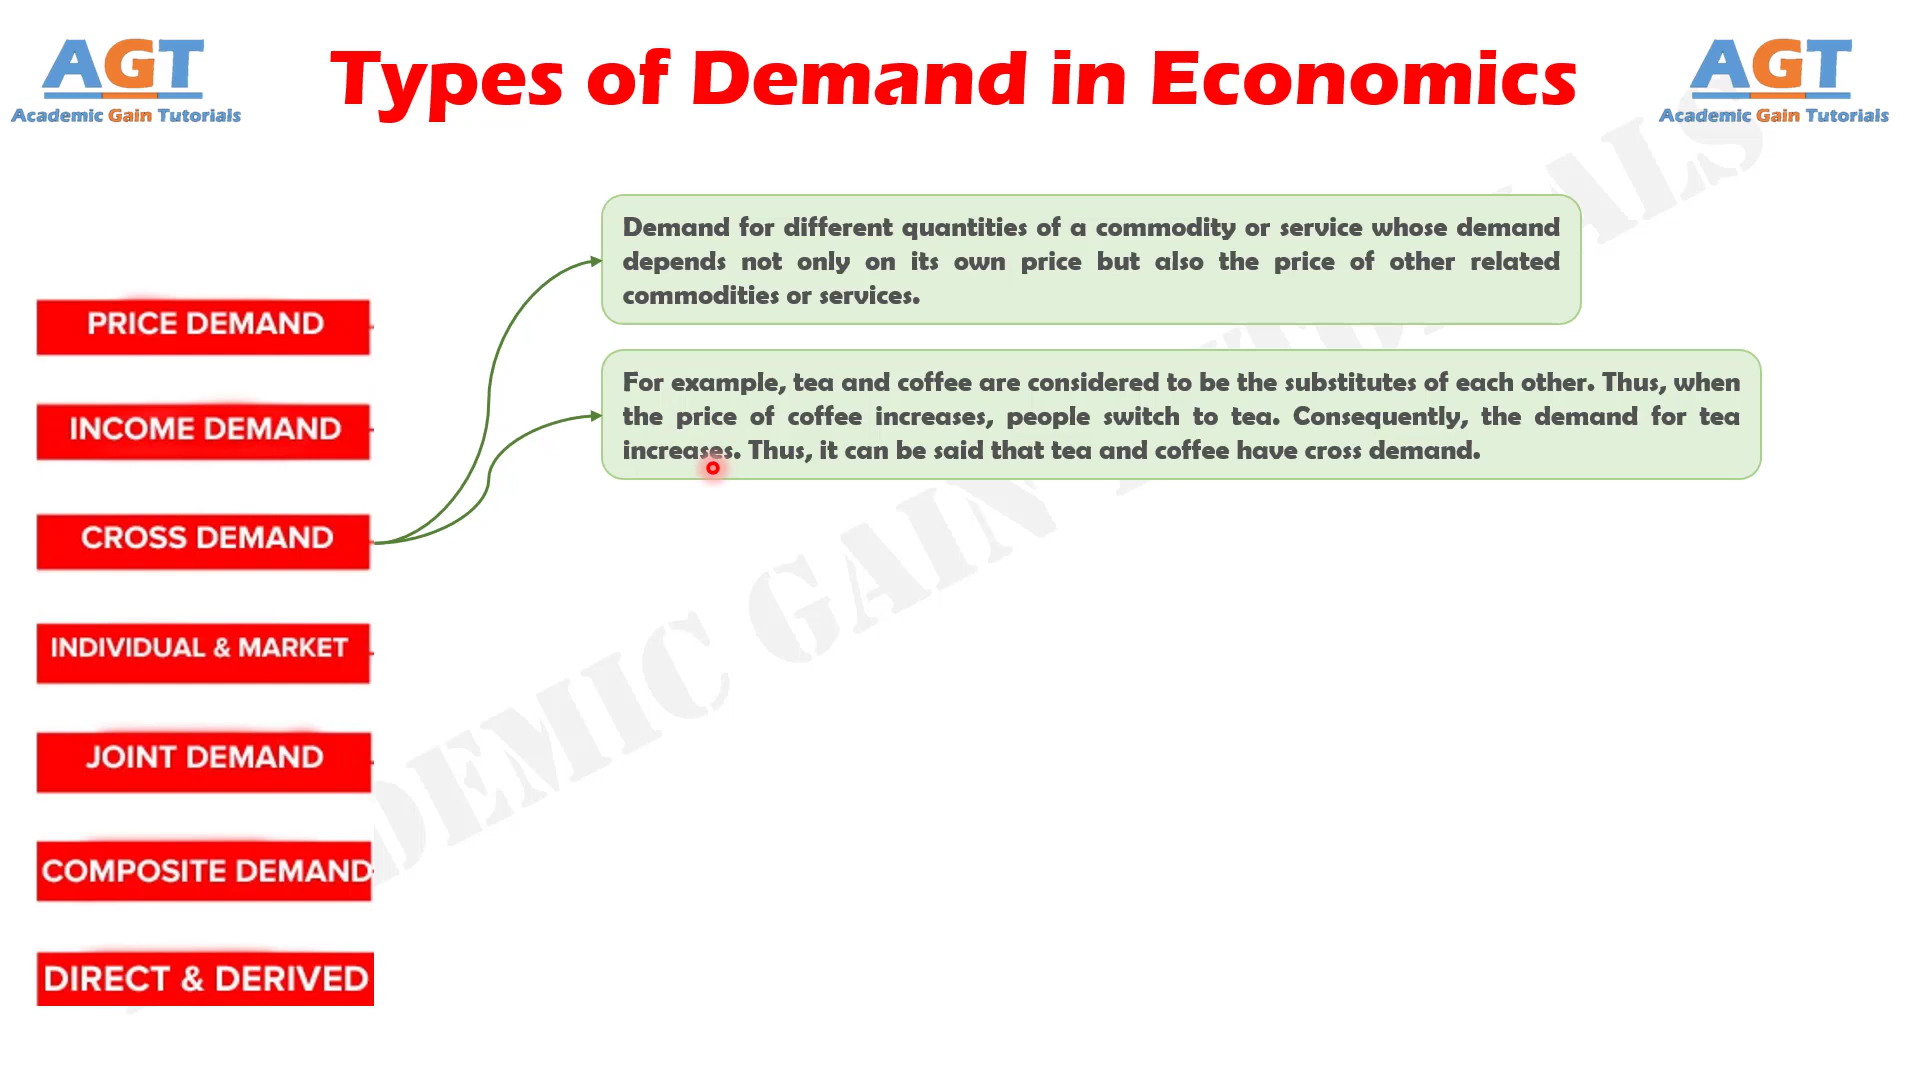 AGT
Academic Gain Tutorials
Types of Demand in Economics
AGT
Academic Gain Tutorials
Demand for different quantities of a commodity or service whose demand
depends not only on its own price but also the price of other related
commodities or services.
For example, tea and coffee are considered to be the substitutes of each other. Thus, when
the price of coffee increases, people switch to tea. Consequently, the demand for tea
increases. Thus, it can be said that tea and coffee have cross demand.
PRICE DEMAND
INCOME DEMAND
CROSS DEMAND
INDIVIDUAL & MARKET
JOINT DEMAND
COMPOSITE DEMAND
DIRECT & DERIVED